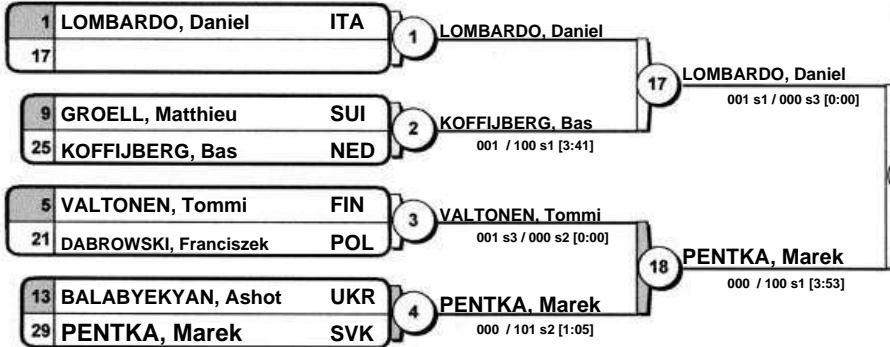 1 LOMBARDO, Daniel ITA
17
1
LOMBARDO, Daniel
9 GROELL, Matthieu SUI
25 KOFFIJBERG, Bas NED
2
KOFFIJBERG, Bas
001 / 100 s1 [3:41]
17
LOMBARDO, Daniel
001 s1 / 000 s3 [0:00]
5 VALTONEN, Tommi FIN
21 DABROWSKI, Franciszek POL
3
VALTONEN, Tommi
001 s3 / 000 s2 [0:00]
13 BALABYEKYAN, Ashot UKR
29 PENTKA, Marek SVK
4
PENTKA, Marek
000 / 101 s2 [1:05]
18
PENTKA, Marek
000 / 100 s1 [3:53]